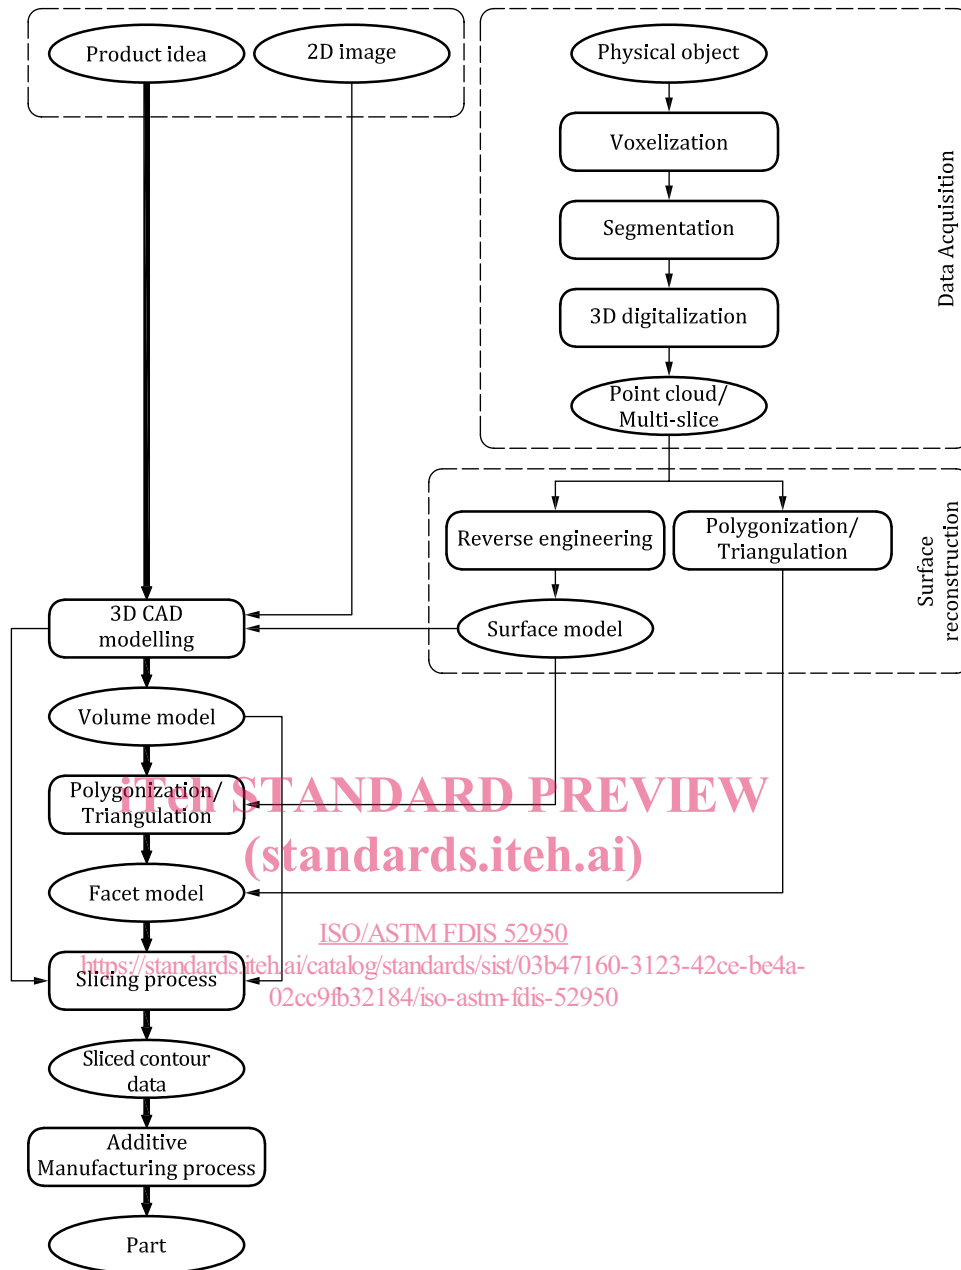 Product idea
2D image
Physical object
Voxelization
Segmentation
3D digitalization
Point cloud/
Multi-slice
Data Acquisition
Reverse engineering
Polygonization/
Triangulation
Surface model
Surface
reconstruction
3D CAD
modelling
Volume model
Polygonization/
Triangulation
iTeh STANDARD PREVIEW
(standards.iteh.ai)
Facet model
ISO/ASTM FDIS 52950
https://standards.iteh.ai/catalog/standards/sist/03b47160-3123-42ce-be4a-
02cc9fb32184/iso-astm-fdis-52950
Slicing process
Sliced contour
data
Additive
Manufacturing process
Part